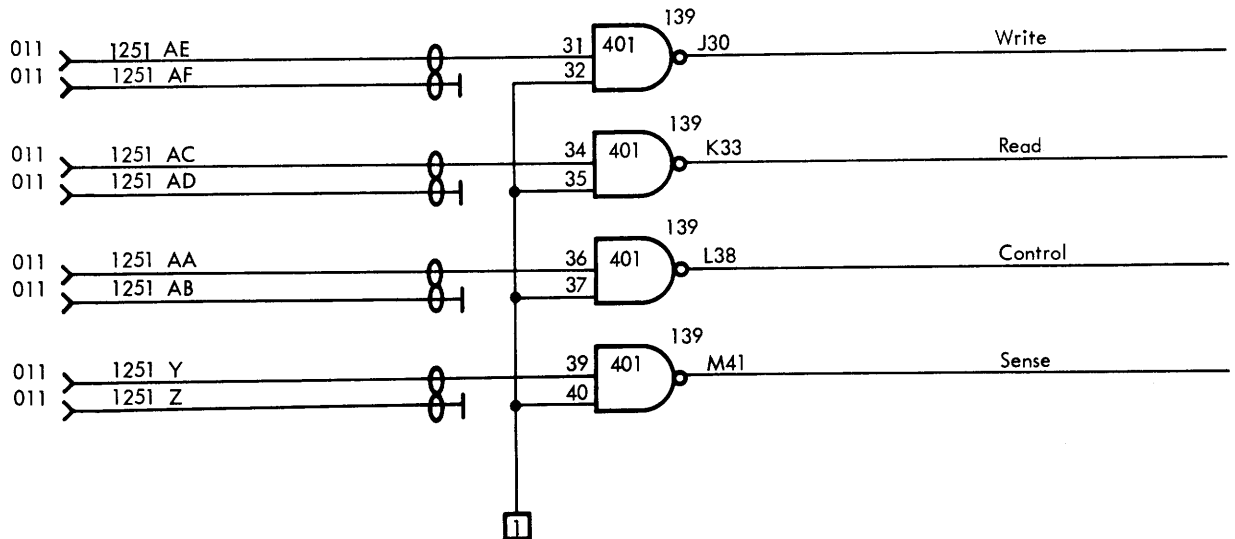 139
011 1251 AE 31 401 J30 Write
011 1251 AF 32
139
011 1251 AC 34 401 K33 Read
011 1251 AD 35
139
011 1251 AA 36 401 L38 Control
011 1251 AB 37
139
011 1251 Y 39 401 M41 Sense
011 1251 Z 40
1